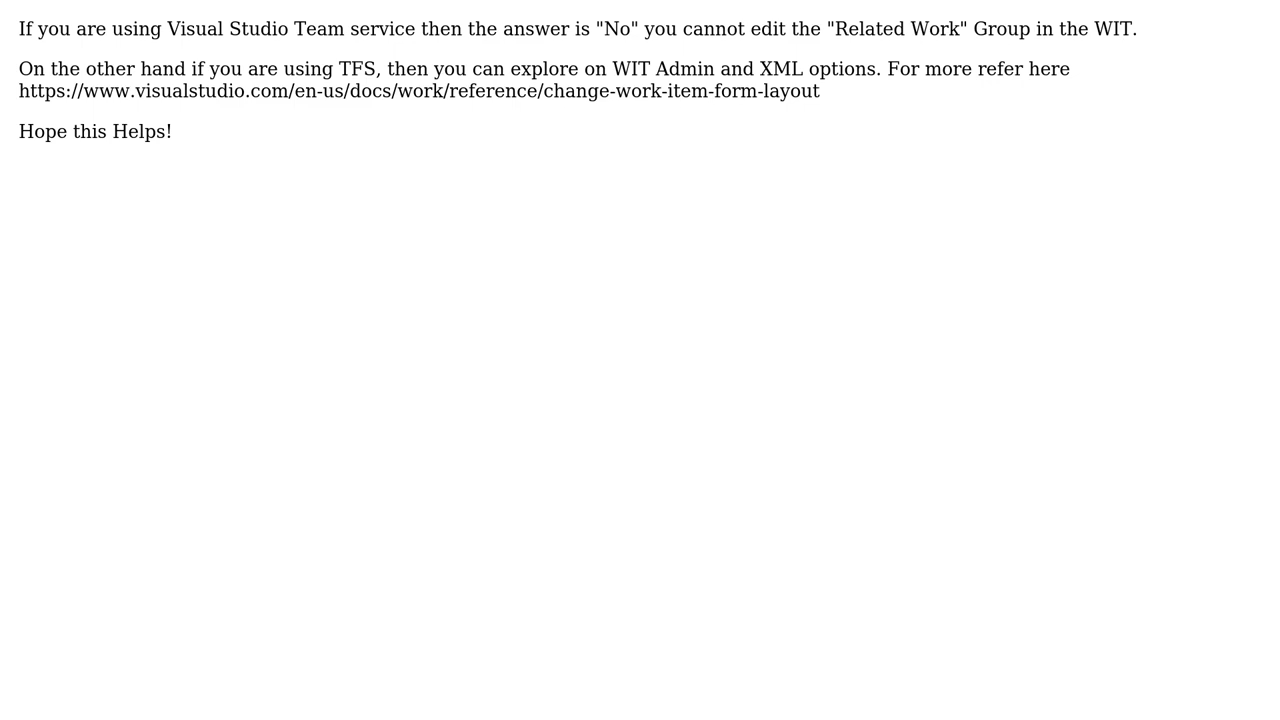 If you are using Visual Studio Team service then the answer is "No" you cannot edit the "Related Work" Group in the WIT.
On the other hand if you are using TFS, then you can explore on WIT Admin and XML options. For more refer here
https://www.visualstudio.com/en-us/docs/work/reference/change-work-item-form-layout
Hope this Helps!